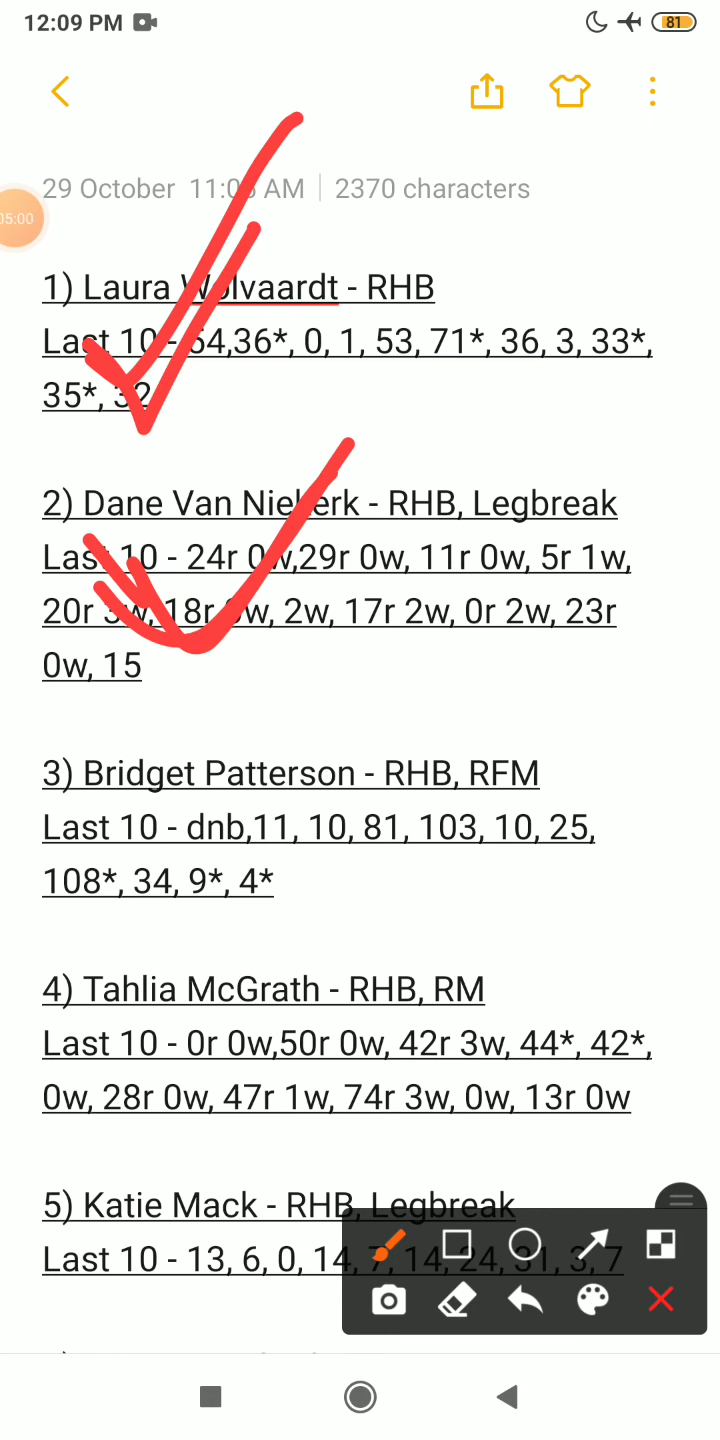 12:09 PM
81
29 October 11:05 AM | 2370 characters
05:00
1) Laura Wolvaardt - RHB
Last 10 - 54,36*, 0, 1, 53, 71*, 36, 3, 33*,
35*, 32
2) Dane Van Niekerk - RHB, Legbreak
Last 10 - 24r 0w,29r 0w, 11r 0w, 5r 1w,
20r 3w, 18r w, 2w, 17r 2w, 0r 2w, 23r
0w, 15
3) Bridget Patterson - RHB, RFM
Last 10 - dnb,11, 10, 81, 103, 10, 25,
108*, 34, 9*, 4*
4) Tahlia McGrath - RHB, RM
Last 10 - 0r 0w,50r 0w, 42r 3w, 44*, 42*,
0w, 28r 0w, 47r 1w, 74r 3w, 0w, 13r 0w
5) Katie Mack - RHB, Legbreak
Last 10 - 13, 6, 0, 14, 7, 14, 24, 31, 3, 7